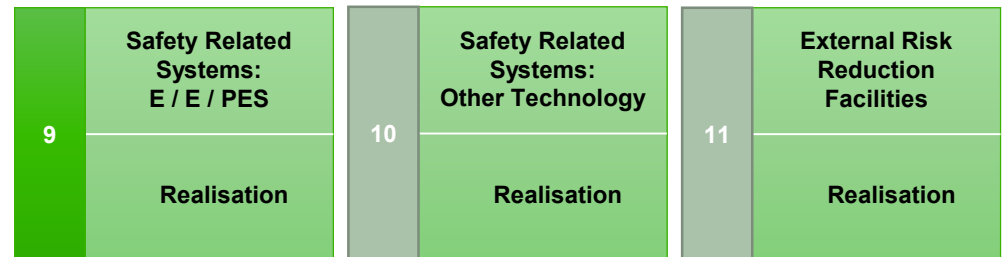 9
Safety Related
Systems:
E / E / PES
Realisation
10
Safety Related
Systems:
Other Technology
Realisation
11
External Risk
Reduction
Facilities
Realisation